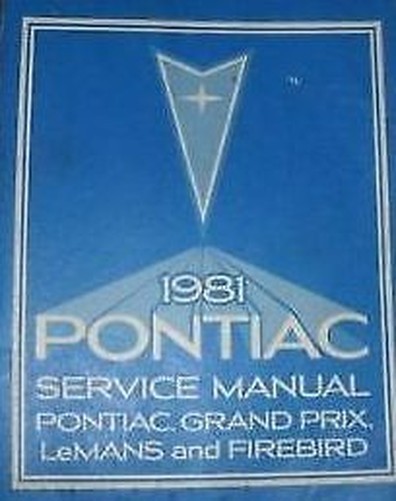 1981
PONTIAC
SERVICE MANUAL
PONTIAC, GRAND PRIX,
LeMANS and FIREBIRD